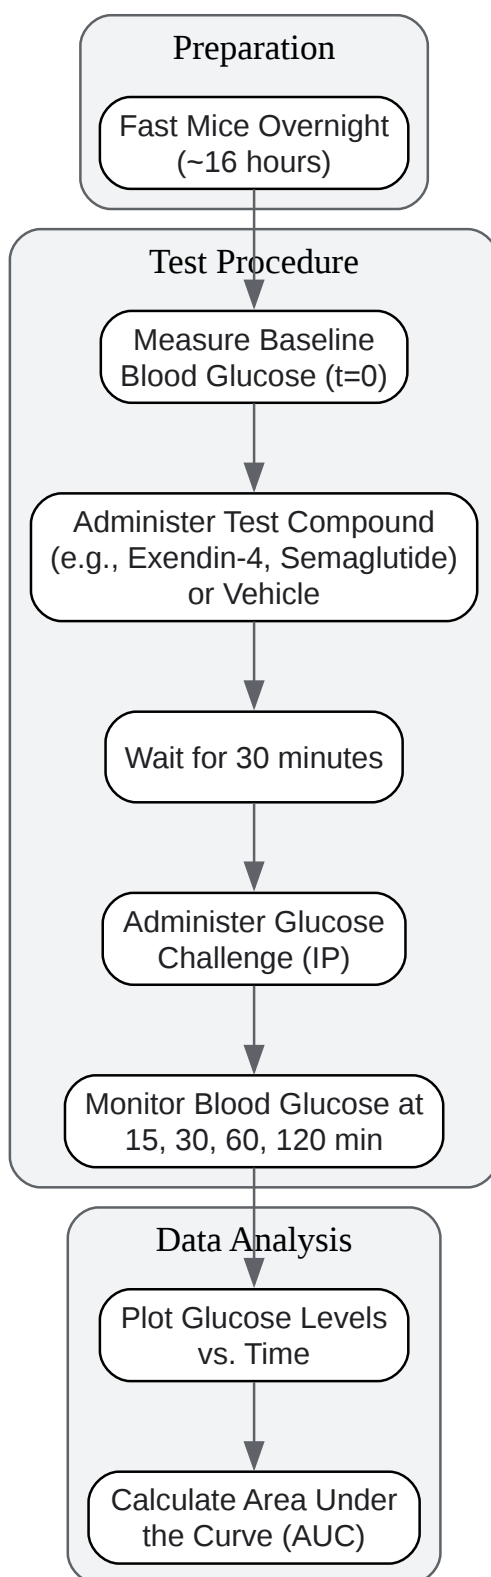 Preparation
Fast Mice Overnight
(~16 hours)
Test Procedure
Measure Baseline
Blood Glucose (t=0)
Administer Test Compound
(e.g., Exendin-4, Semaglutide)
or Vehicle
Wait for 30 minutes
Administer Glucose
Challenge (IP)
Monitor Blood Glucose at
15, 30, 60, 120 min
Data Analysis
Plot Glucose Levels
vs. Time
Calculate Area Under
the Curve (AUC)